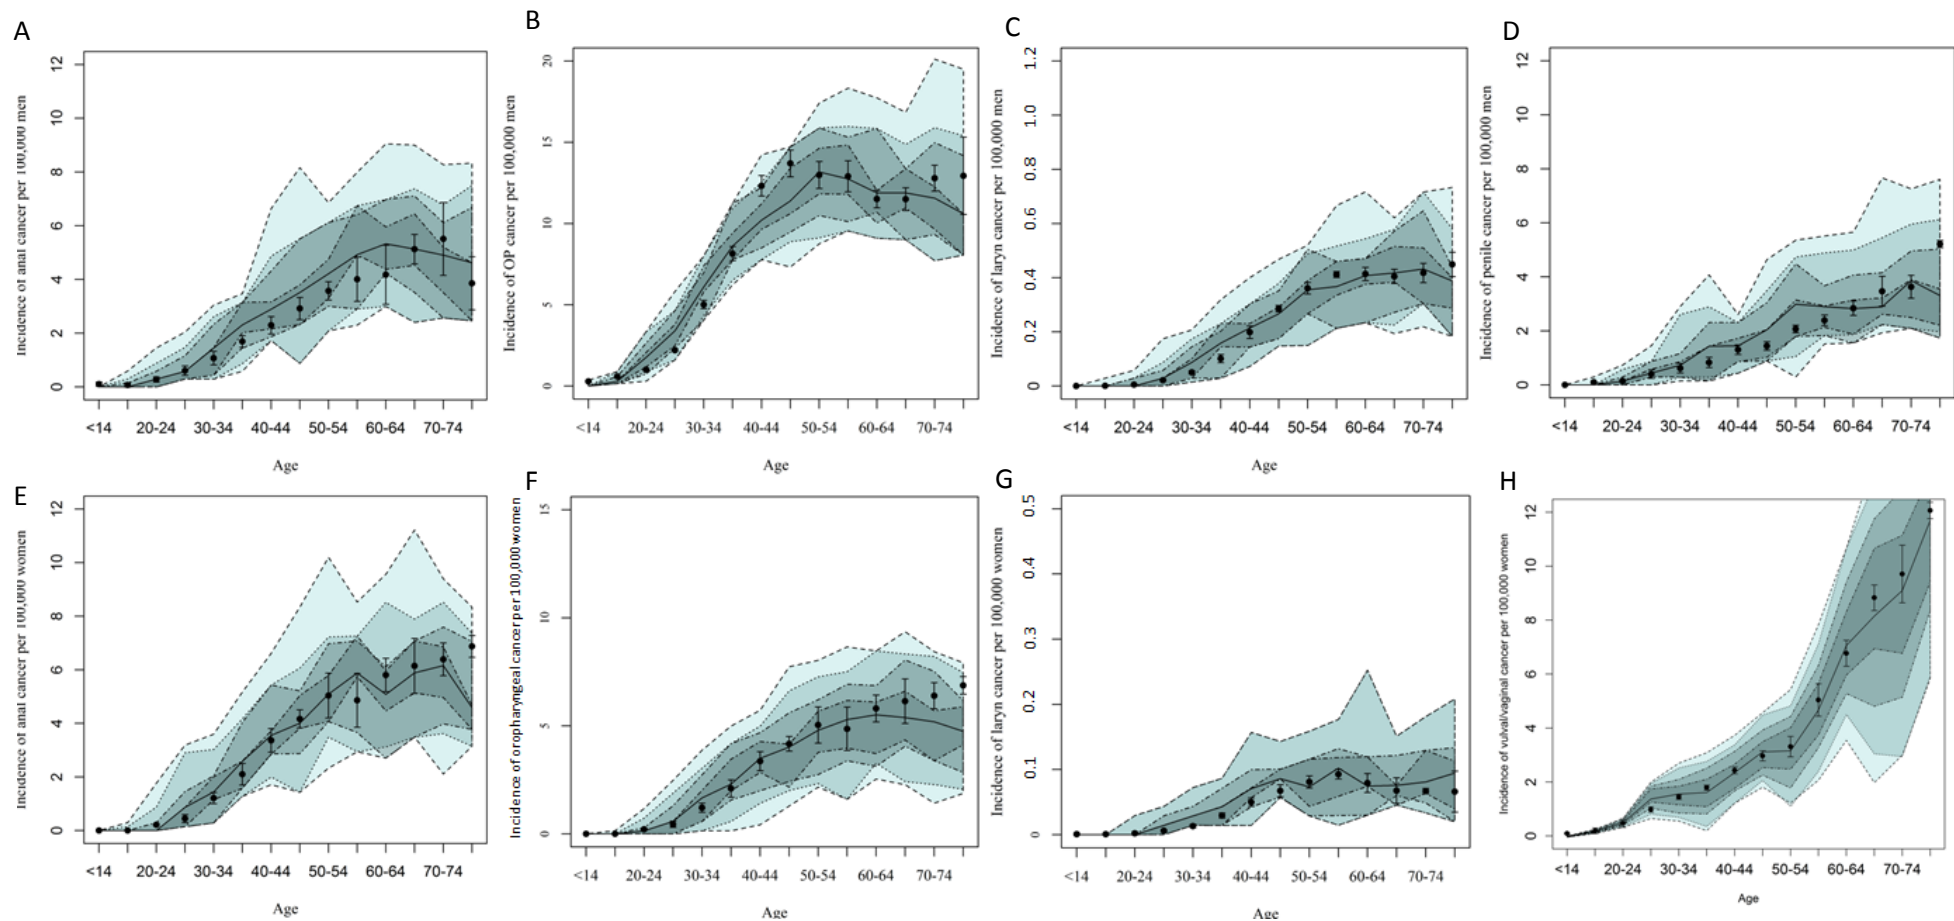 A
Incidence of anal cancer per 100,000 men
12
10
8
6
4
2
0
<14 20-24 30-34 40-44 50-54 60-64 70-74
Age
B
Incidence of OP cancer per 100,000 men
20
15
10
5
0
<14 20-24 30-34 40-44 50-54 60-64 70-74
Age
C
Incidence of laryn cancer per 100,000 men
1.2
1.0
0.8
0.6
0.4
0.2
0
<14 20-24 30-34 40-44 50-54 60-64 70-74
Age
D
Incidence of penile cancer per 100,000 men
12
10
8
6
4
2
0
<14 20-24 30-34 40-44 50-54 60-64 70-74
Age
E
Incidence of anal cancer per 100,000 women
12
10
8
6
4
2
0
<14 20-24 30-34 40-44 50-54 60-64 70-74
Age
F
Incidence of oropharyngeal cancer per 100,000 women
15
10
5
0
<14 20-24 30-34 40-44 50-54 60-64 70-74
Age
G
Incidence of laryn cancer per 100,000 women
0.5
0.4
0.3
0.2
0.1
0
<14 20-24 30-34 40-44 50-54 60-64 70-74
Age
H
Incidence of vulval/vaginal cancer per 100,000 women
12
10
8
6
4
2
0
<14 20-24 30-34 40-44 50-54 60-64 70-74
Age